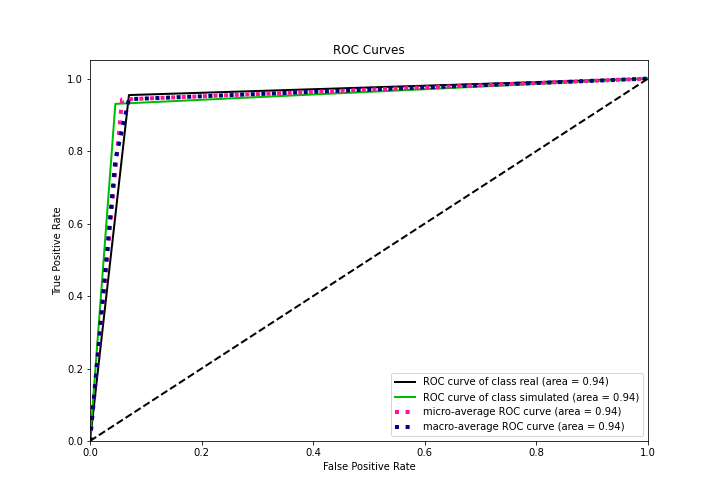 ROC Curves
True Positive Rate
1.0
0.8
0.6
0.4
0.2
0.0
0.0 0.2 0.4 0.6 0.8 1.0
False Positive Rate
ROC curve of class real (area = 0.94)
ROC curve of class simulated (area = 0.94)
micro-average ROC curve (area = 0.94)
macro-average ROC curve (area = 0.94)